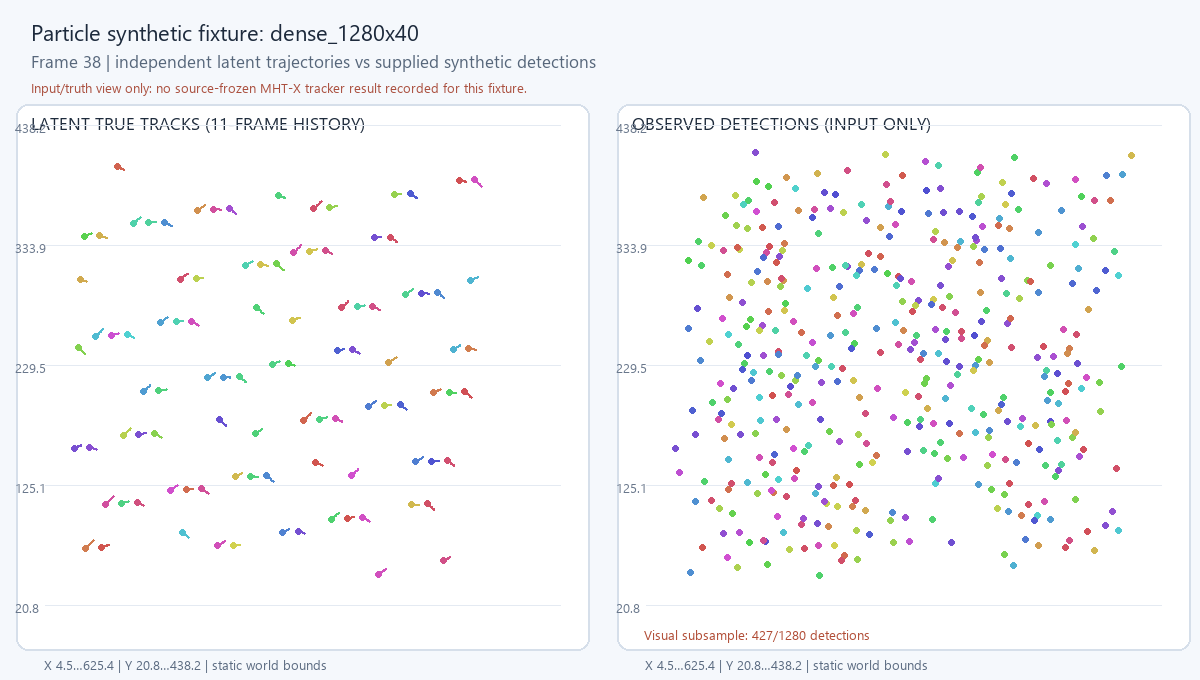 Particle synthetic fixture: dense_1280x40
Frame 38 | independent latent trajectories vs supplied synthetic detections
Input/truth view only: no source-frozen MHT-X tracker result recorded for this fixture.
LATENT TRUE TRACKS (11-FRAME HISTORY)
438.2
333.9
229.5
125.1
20.8
X 4.5...625.4 | Y 20.8...438.2 | static world bounds
OBSERVED DETECTIONS (INPUT ONLY)
438.2
333.9
229.5
125.1
20.8
Visual subsample: 427/1280 detections
X 4.5...625.4 | Y 20.8...438.2 | static world bounds